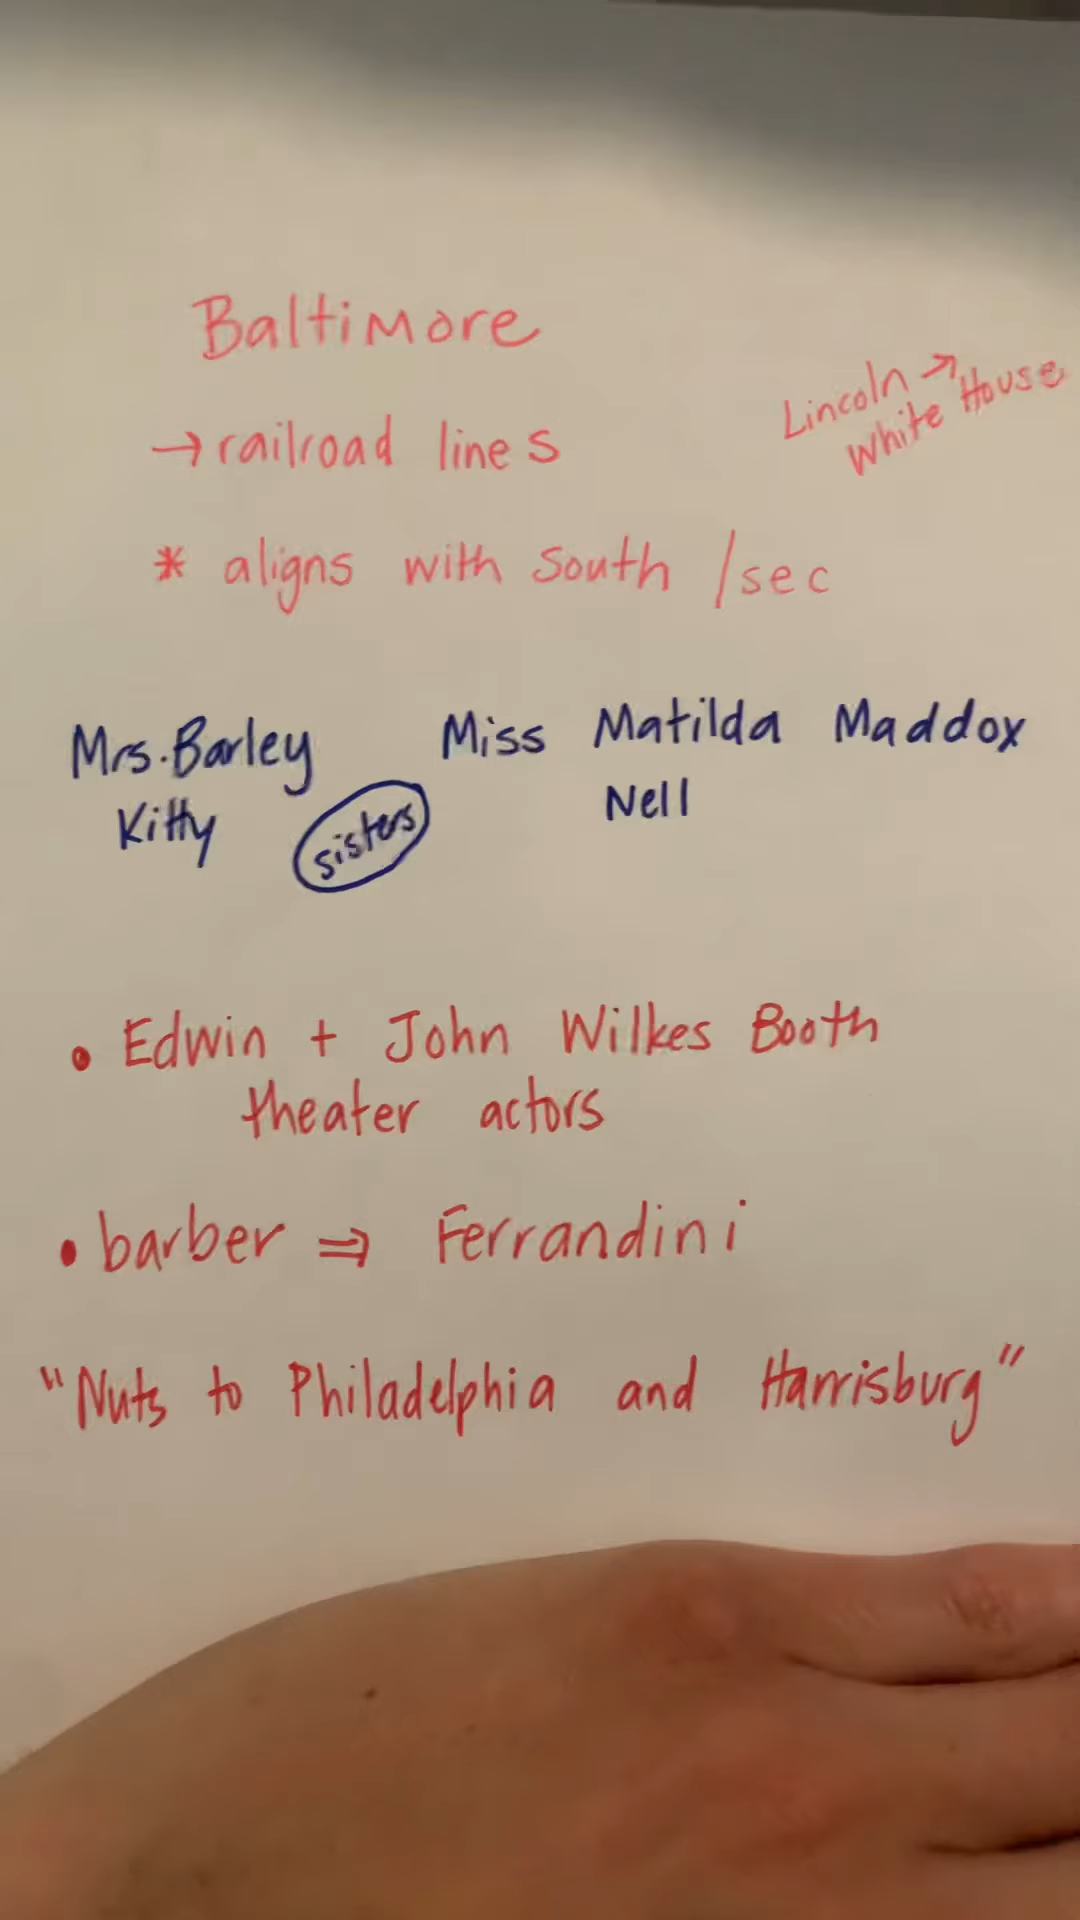 Baltimore
→ railroad lines
Lincoln →
White House
* aligns with South /sec
Mrs. Barley
Kitty
sisters
Miss Matilda Maddox
Nell
• Edwin + John Wilkes Booth
theater actors
• barber ⇒ Ferrandini
"Nuts to Philadelphia and Harrisburg"